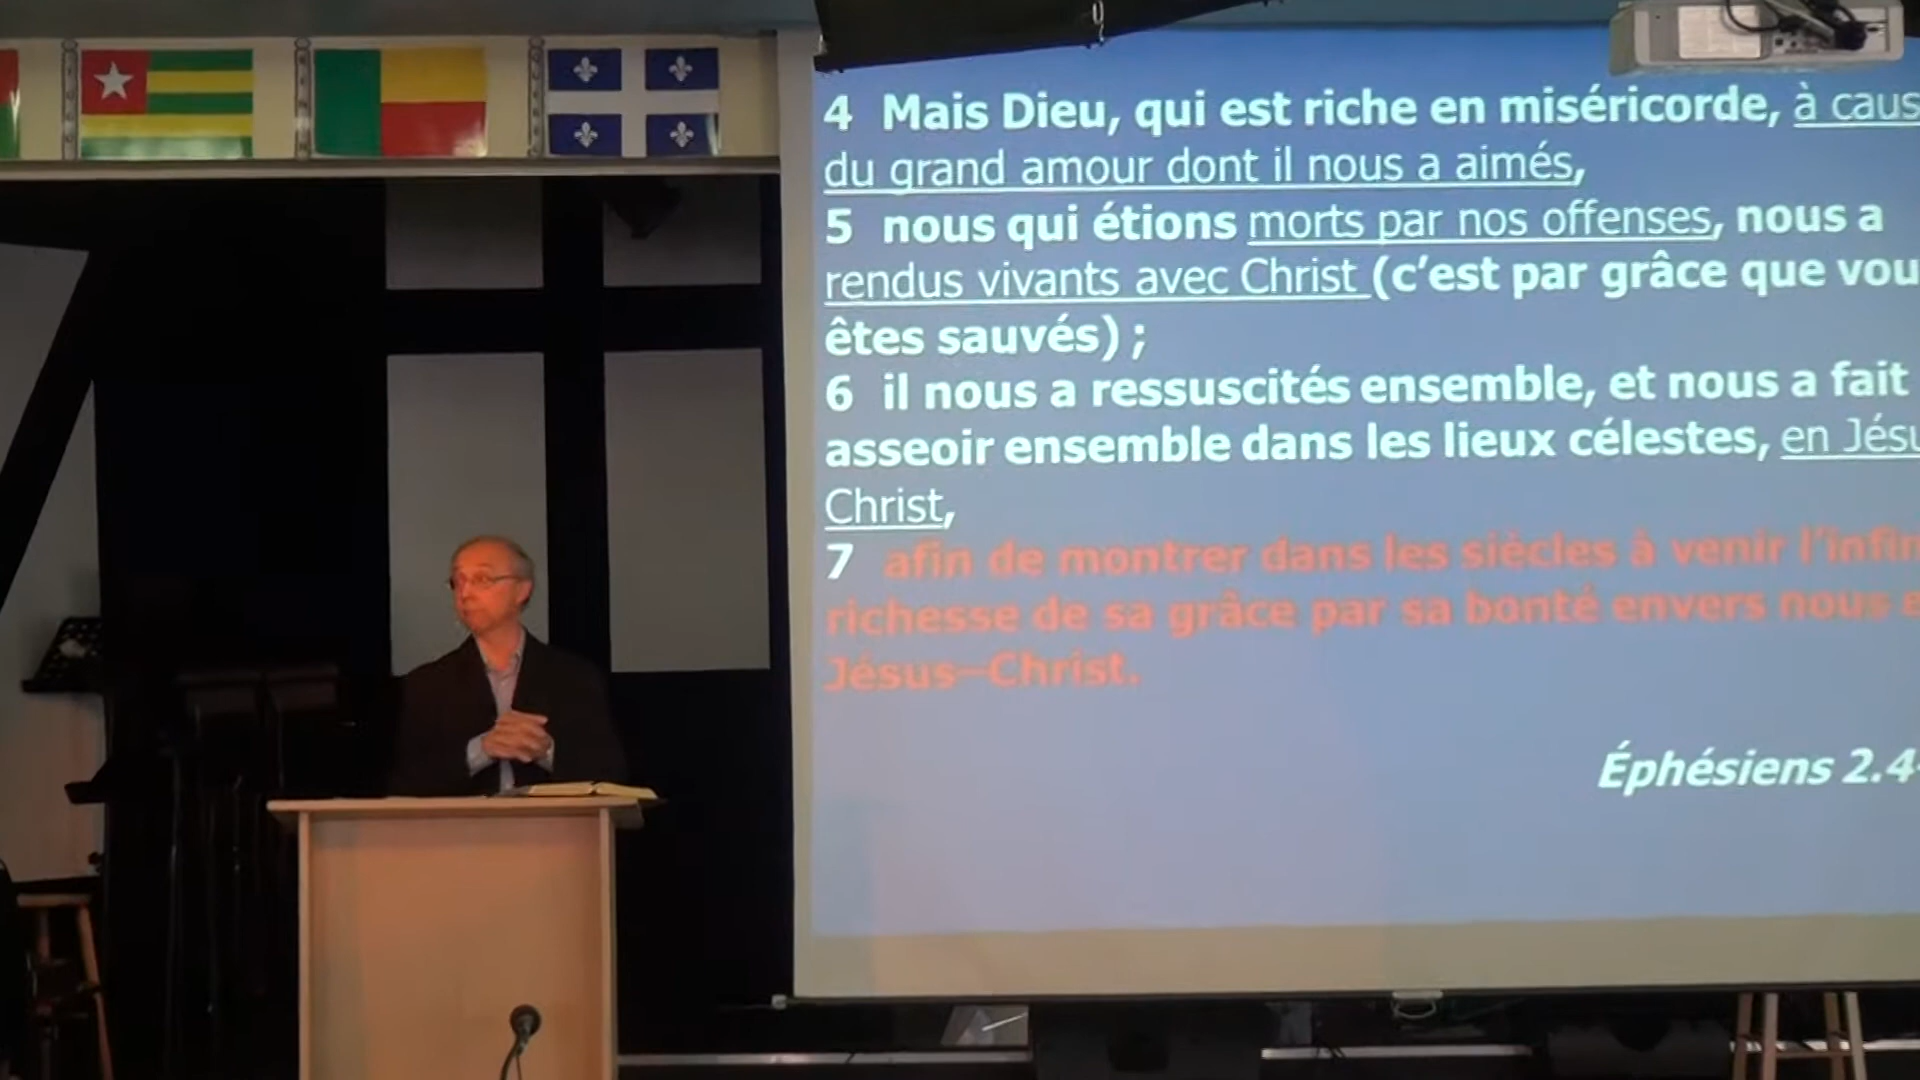 4 Mais Dieu, qui est riche en miséricorde, à caus
du grand amour dont il nous a aimés,
5 nous qui étions morts par nos offenses, nous a
rendus vivants avec Christ (c’est par grâce que vou
êtes sauvés) ;
6 il nous a ressuscités ensemble, et nous a fait
asseoir ensemble dans les lieux célestes, en Jésu
Christ,
7 afin de montrer dans les siècles à venir l’infin
richesse de sa grâce par sa bonté envers nous e
Jésus–Christ.
Éphésiens 2.4-